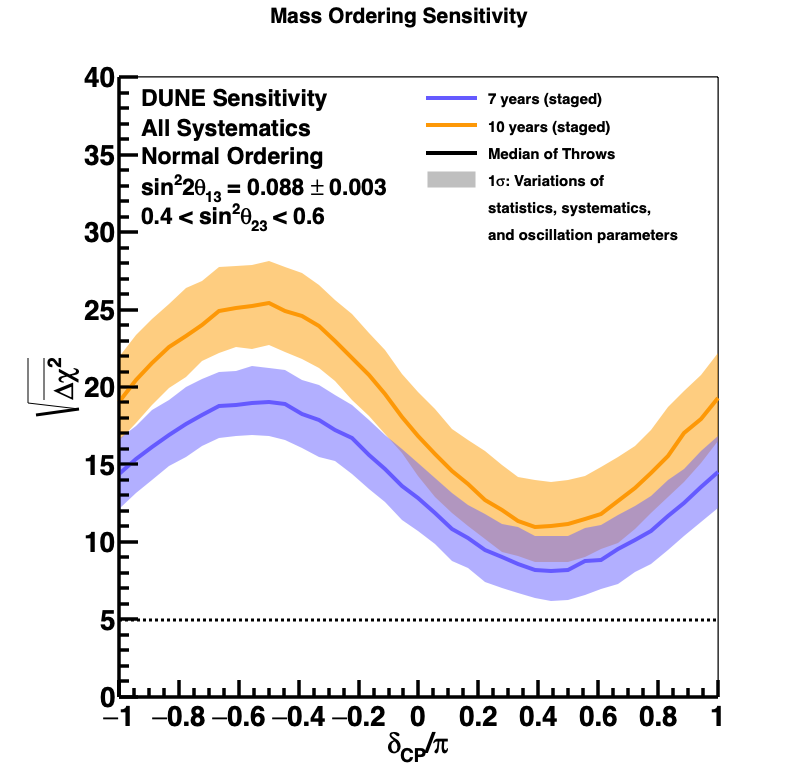 Mass Ordering Sensitivity
DUNE Sensitivity
All Systematics
Normal Ordering
sin²2θ₁₃ = 0.088 ± 0.003
0.4 < sin²θ₂₃ < 0.6
7 years (staged)
10 years (staged)
Median of Throws
1σ: Variations of
statistics, systematics,
and oscillation parameters
√Δχ²
40
35
30
25
20
15
10
5
0
−1 −0.8 −0.6 −0.4 −0.2 0 0.2 0.4 0.6 0.8 1
δCP/π